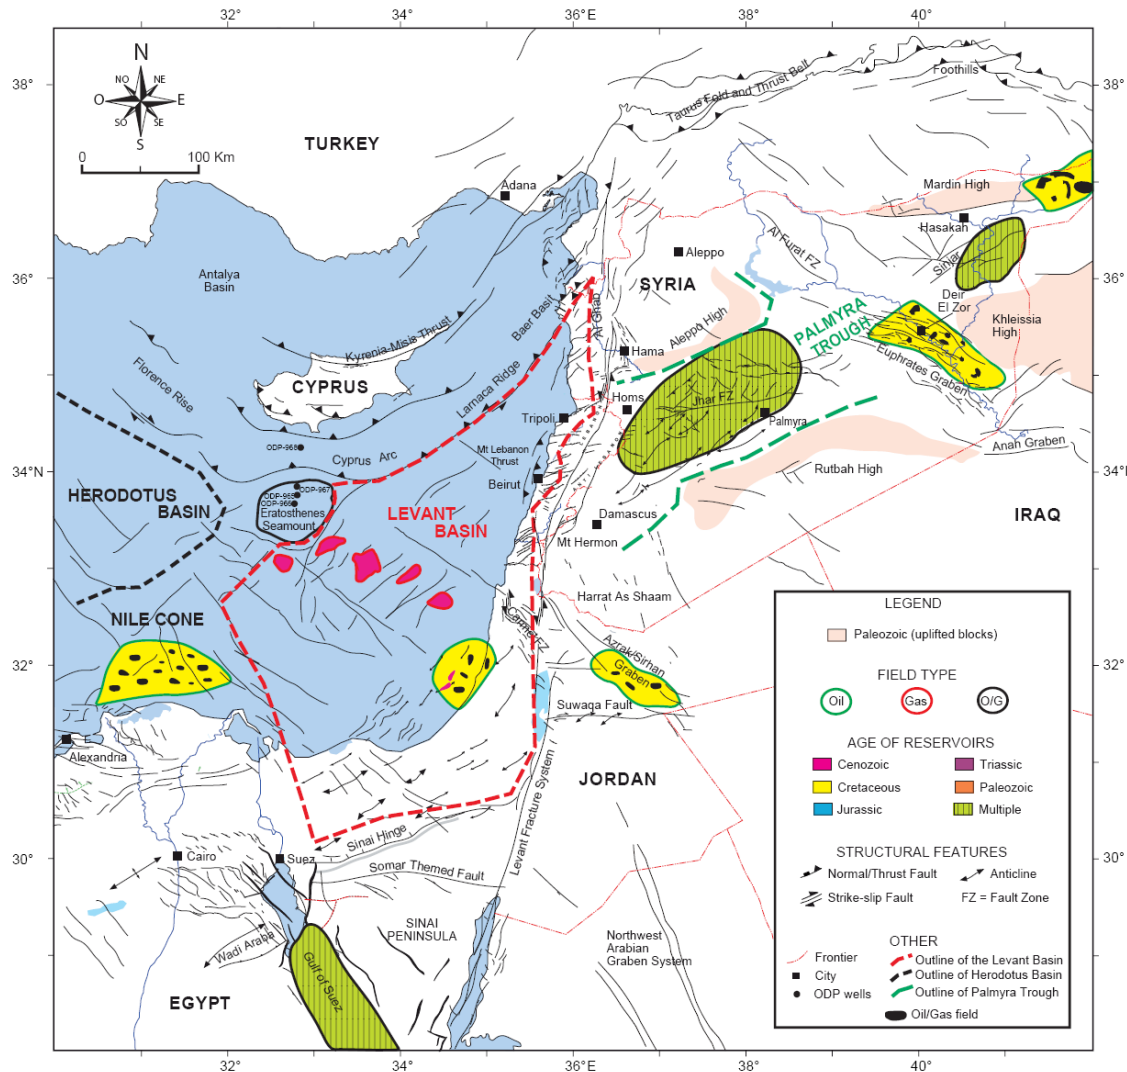 32°
34°
36°E
38°
40°
38°
38°
N
NO
NE
O
E
SO
SE
S
0
100 Km
TURKEY
Taurus Fold and Thrust Belt
Foothills
Adana
Mardin High
Hasakah
Sinjar
Aleppo
Al Furat FZ
SYRIA
Antalya
Basin
36°
36°
Deir
El Zor
Khleissia
High
PALMYRA
TROUGH
Baer Basit
Al Ghab
Aleppo High
Kyrenia-Misis Thrust
Hama
Euphrates Graben
CYPRUS
Larnaca Ridge
Florence Rise
Homs
Jhar FZ
Tripoli
Palmyra
Anah Graben
ODP-968
Mt Lebanon
Thrust
Cyprus Arc
34°N
34°N
Rutbah High
Beirut
HERODOTUS
BASIN
ODP-967
ODP-965
ODP-966
Eratosthenes
Seamount
LEVANT
BASIN
Damascus
IRAQ
Mt Hermon
Harrat As Shaam
NILE CONE
Carmel FZ
Azrak/Sirhan
Graben
32°
32°
Suwaqa Fault
Alexandria
JORDAN
Levant Fracture System
Sinai Hinge
30°
30°
Cairo
Suez
Somar Themed Fault
SINAI
PENINSULA
Wadi Araba
Northwest
Arabian
Graben System
Gulf of Suez
EGYPT
32°
34°
36°E
38°
40°
LEGEND
Paleozoic (uplifted blocks)
FIELD TYPE
Oil
Gas
O/G
AGE OF RESERVOIRS
Cenozoic
Triassic
Cretaceous
Paleozoic
Jurassic
Multiple
STRUCTURAL FEATURES
Normal/Thrust Fault
Anticline
Strike-slip Fault
FZ = Fault Zone
OTHER
Frontier
Outline of the Levant Basin
City
Outline of Herodotus Basin
ODP wells
Outline of Palmyra Trough
Oil/Gas field